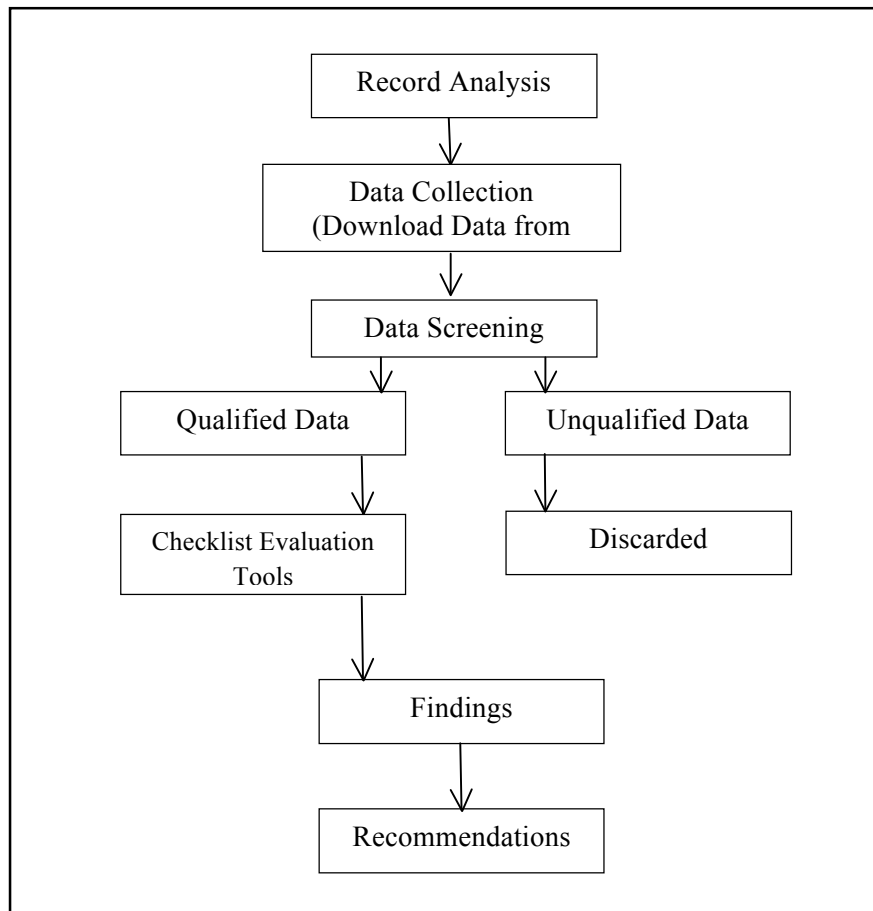 Record Analysis
Data Collection
(Download Data from
Data Screening
Qualified Data
Unqualified Data
Checklist Evaluation
Tools
Discarded
Findings
Recommendations